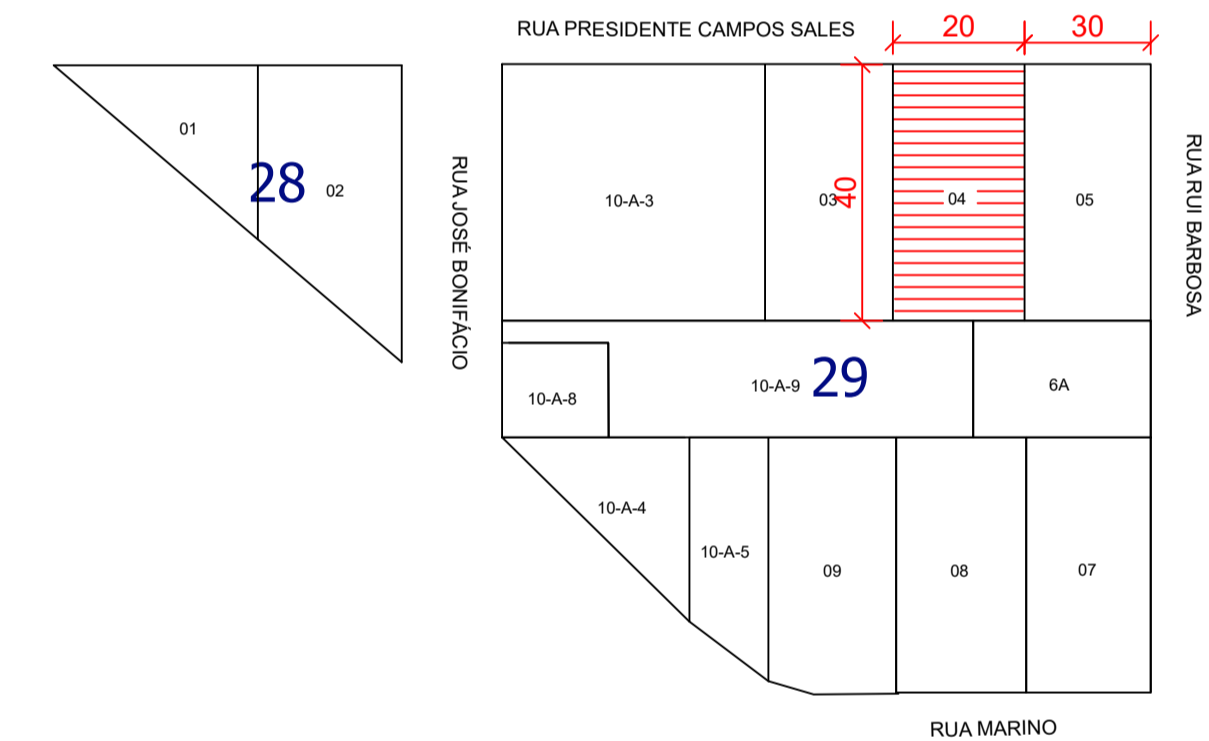 RUA PRESIDENTE CAMPOS SALES
20
30
01
28
02
RUA JOSÉ BONIFÁCIO
10-A-3
03
40
04
05
RUA RUI BARBOSA
10-A-8
10-A-9
29
6A
10-A-4
10-A-5
09
08
07
RUA MARINO